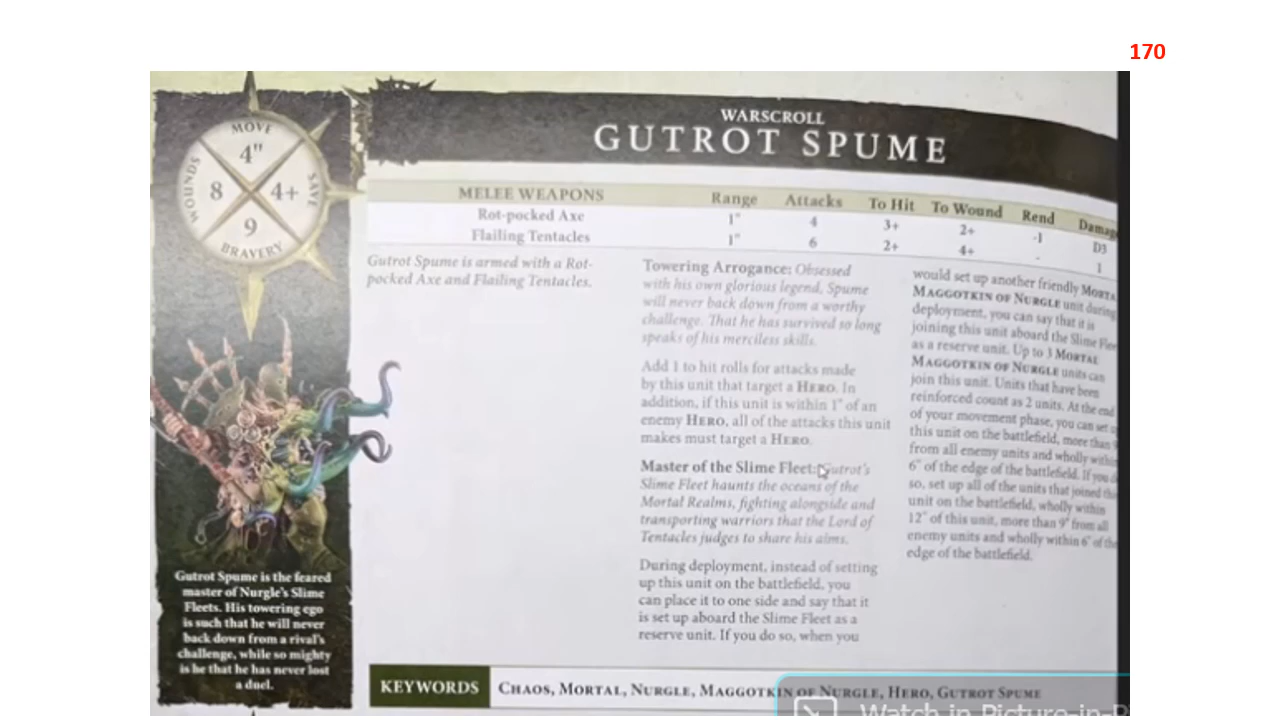 170
WARSCROLL
GUTROT SPUME
MOVE
4"
WOUNDS
8
4+
SAVE
9
BRAVERY
MELEE WEAPONS Range Attacks To Hit To Wound Rend Damag
Rot-pocked Axe 1" 4 3+ 2+ -1 D3
Flailing Tentacles 1" 6 2+ 4+ - 1
Gutrot Spume is armed with a Rot-
pocked Axe and Flailing Tentacles.
Towering Arrogance: Obsessed
with his own glorious legend, Spume
will never back down from a worthy
challenge. That he has survived so long
speaks of his merciless skills.
Add 1 to hit rolls for attacks made
by this unit that target a HERO. In
addition, if this unit is within 1" of an
enemy HERO, all of the attacks this unit
makes must target a HERO.
Master of the Slime Fleet: Gutrot's
Slime Fleet haunts the oceans of the
Mortal Realms, fighting alongside and
transporting warriors that the Lord of
Tentacles judges to share his aims.
During deployment, instead of setting
up this unit on the battlefield, you
can place it to one side and say that it
is set up aboard the Slime Fleet as a
reserve unit. If you do so, when you
would set up another friendly MORTA
MAGGOTKIN OF NURGLE unit during
deployment, you can say that it is
joining this unit aboard the Slime Flee
as a reserve unit. Up to 3 MORTAL
MAGGOTKIN OF NURGLE units can
join this unit. Units that have been
reinforced count as 2 units. At the end
of your movement phase, you can set u
this unit on the battlefield, more than 9
from all enemy units and wholly within
6" of the edge of the battlefield. If you d
so, set up all of the units that joined this
unit on the battlefield, wholly within
12" of this unit, more than 9" from all
enemy units and wholly within 6" of the
edge of the battlefield.
Gutrot Spume is the feared
master of Nurgle's Slime
Fleets. His towering ego
is such that he will never
back down from a rival's
challenge, while so mighty
is he that he has never lost
a duel.
KEYWORDS CHAOS, MORTAL, NURGLE, MAGGOTKIN OF NURGLE, HERO, GUTROT SPUME
Watch in Picture-in-P